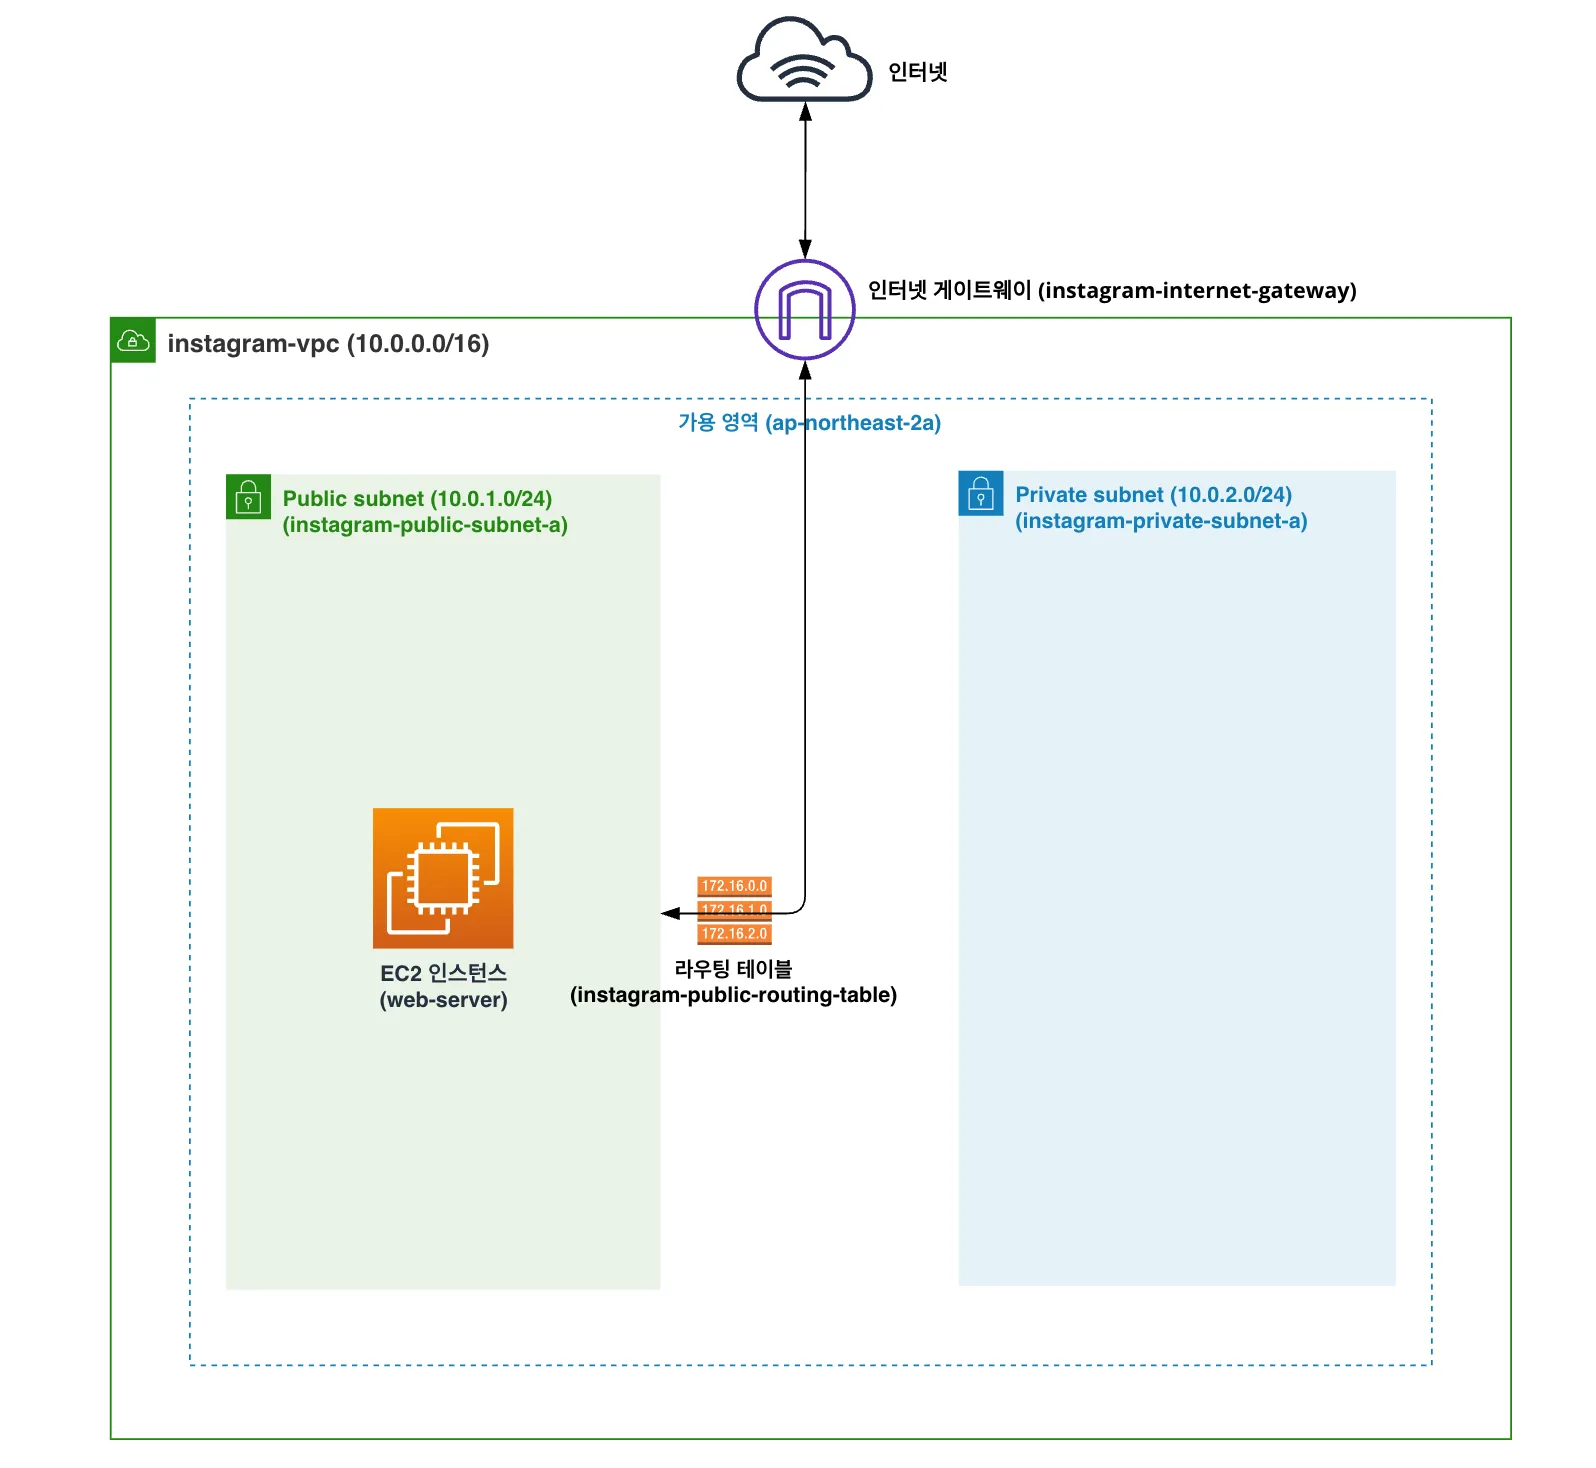 인터넷
인터넷 게이트웨이 (instagram-internet-gateway)
instagram-vpc (10.0.0.0/16)
가용 영역 (ap-northeast-2a)
Public subnet (10.0.1.0/24)
(instagram-public-subnet-a)
Private subnet (10.0.2.0/24)
(instagram-private-subnet-a)
172.16.0.0
172.16.1.0
172.16.2.0
EC2 인스턴스
(web-server)
라우팅 테이블
(instagram-public-routing-table)